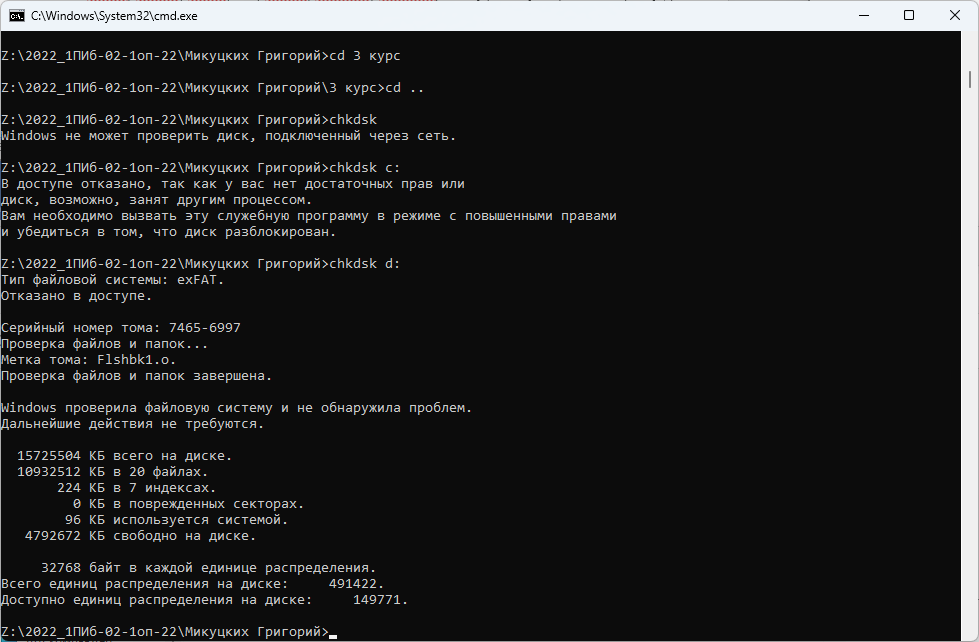 C:\Windows\System32\cmd.exe
Z:\2022_1ПИб-02-1оп-22\Микуцких Григорий>cd 3 курс
Z:\2022_1ПИб-02-1оп-22\Микуцких Григорий\3 курс>cd ..
Z:\2022_1ПИб-02-1оп-22\Микуцких Григорий>chkdsk
Windows не может проверить диск, подключенный через сеть.
Z:\2022_1ПИб-02-1оп-22\Микуцких Григорий>chkdsk c:
В доступе отказано, так как у вас нет достаточных прав или
диск, возможно, занят другим процессом.
Вам необходимо вызвать эту служебную программу в режиме с повышенными правами
и убедиться в том, что диск разблокирован.
Z:\2022_1ПИб-02-1оп-22\Микуцких Григорий>chkdsk d:
Тип файловой системы: exFAT.
Отказано в доступе.
Серийный номер тома: 7465-6997
Проверка файлов и папок...
Метка тома: Flshbk1.o.
Проверка файлов и папок завершена.
Windows проверила файловую систему и не обнаружила проблем.
Дальнейшие действия не требуются.
15725504 КБ всего на диске.
10932512 КБ в 20 файлах.
224 КБ в 7 индексах.
0 КБ в поврежденных секторах.
96 КБ используется системой.
4792672 КБ свободно на диске.
32768 байт в каждой единице распределения.
Всего единиц распределения на диске:     491422.
Доступно единиц распределения на диске:     149771.
Z:\2022_1ПИб-02-1оп-22\Микуцких Григорий>